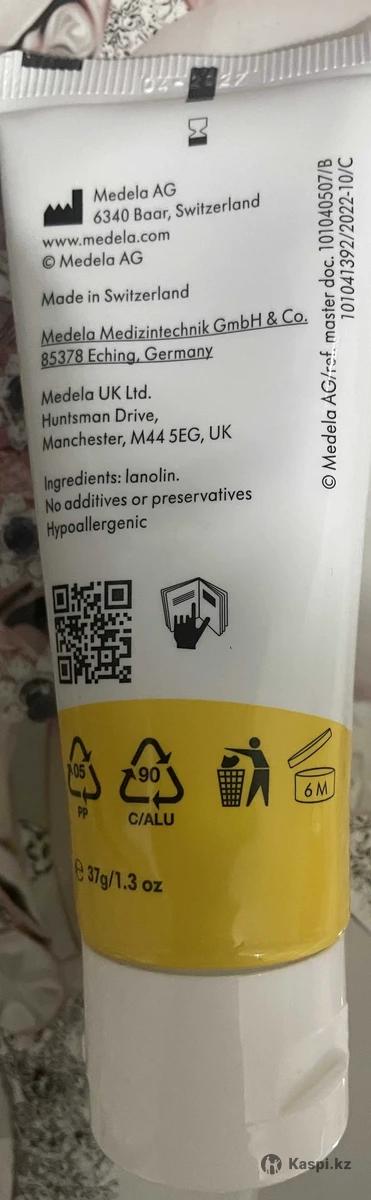 Medela AG
6340 Baar, Switzerland
www.medela.com
© Medela AG
Made in Switzerland
Medela Medizintechnik GmbH & Co.
85378 Eching, Germany
Medela UK Ltd.
Huntsman Drive,
Manchester, M44 5EG, UK
Ingredients: lanolin.
No additives or preservatives
Hypoallergenic
© Medela AG/ref. master doc. 101040507/B
101041392/2022-10/C
05
PP
90
C/ALU
6 M
℮ 37g/1.3 oz
Kaspi.kz